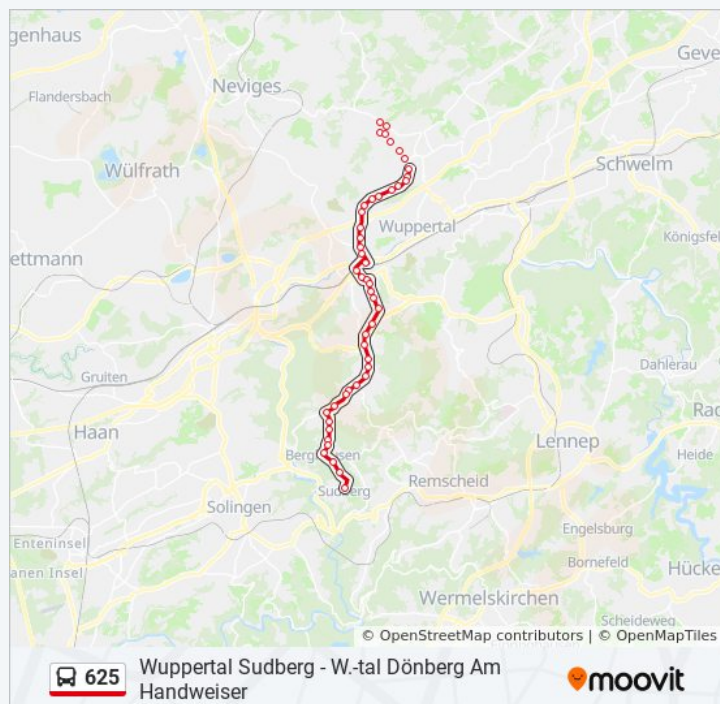 genhaus
Geve
Neviges
Flandersbach
Wülfrath
Schwelm
Wuppertal
Königsfel
ettmann
Gruiten
Dahlerau
Haan
Rad
Lennep
Heide
Sudberg
Remscheid
Solingen
Engelsburg
Enteninsel
anen Insel
Bornefeld
Hücke
Wermelskirchen
Scheideweg
© OpenStreetMap contributors | © OpenMapTiles
625
Wuppertal Sudberg - W.-tal Dönberg Am
Handweiser
moovit